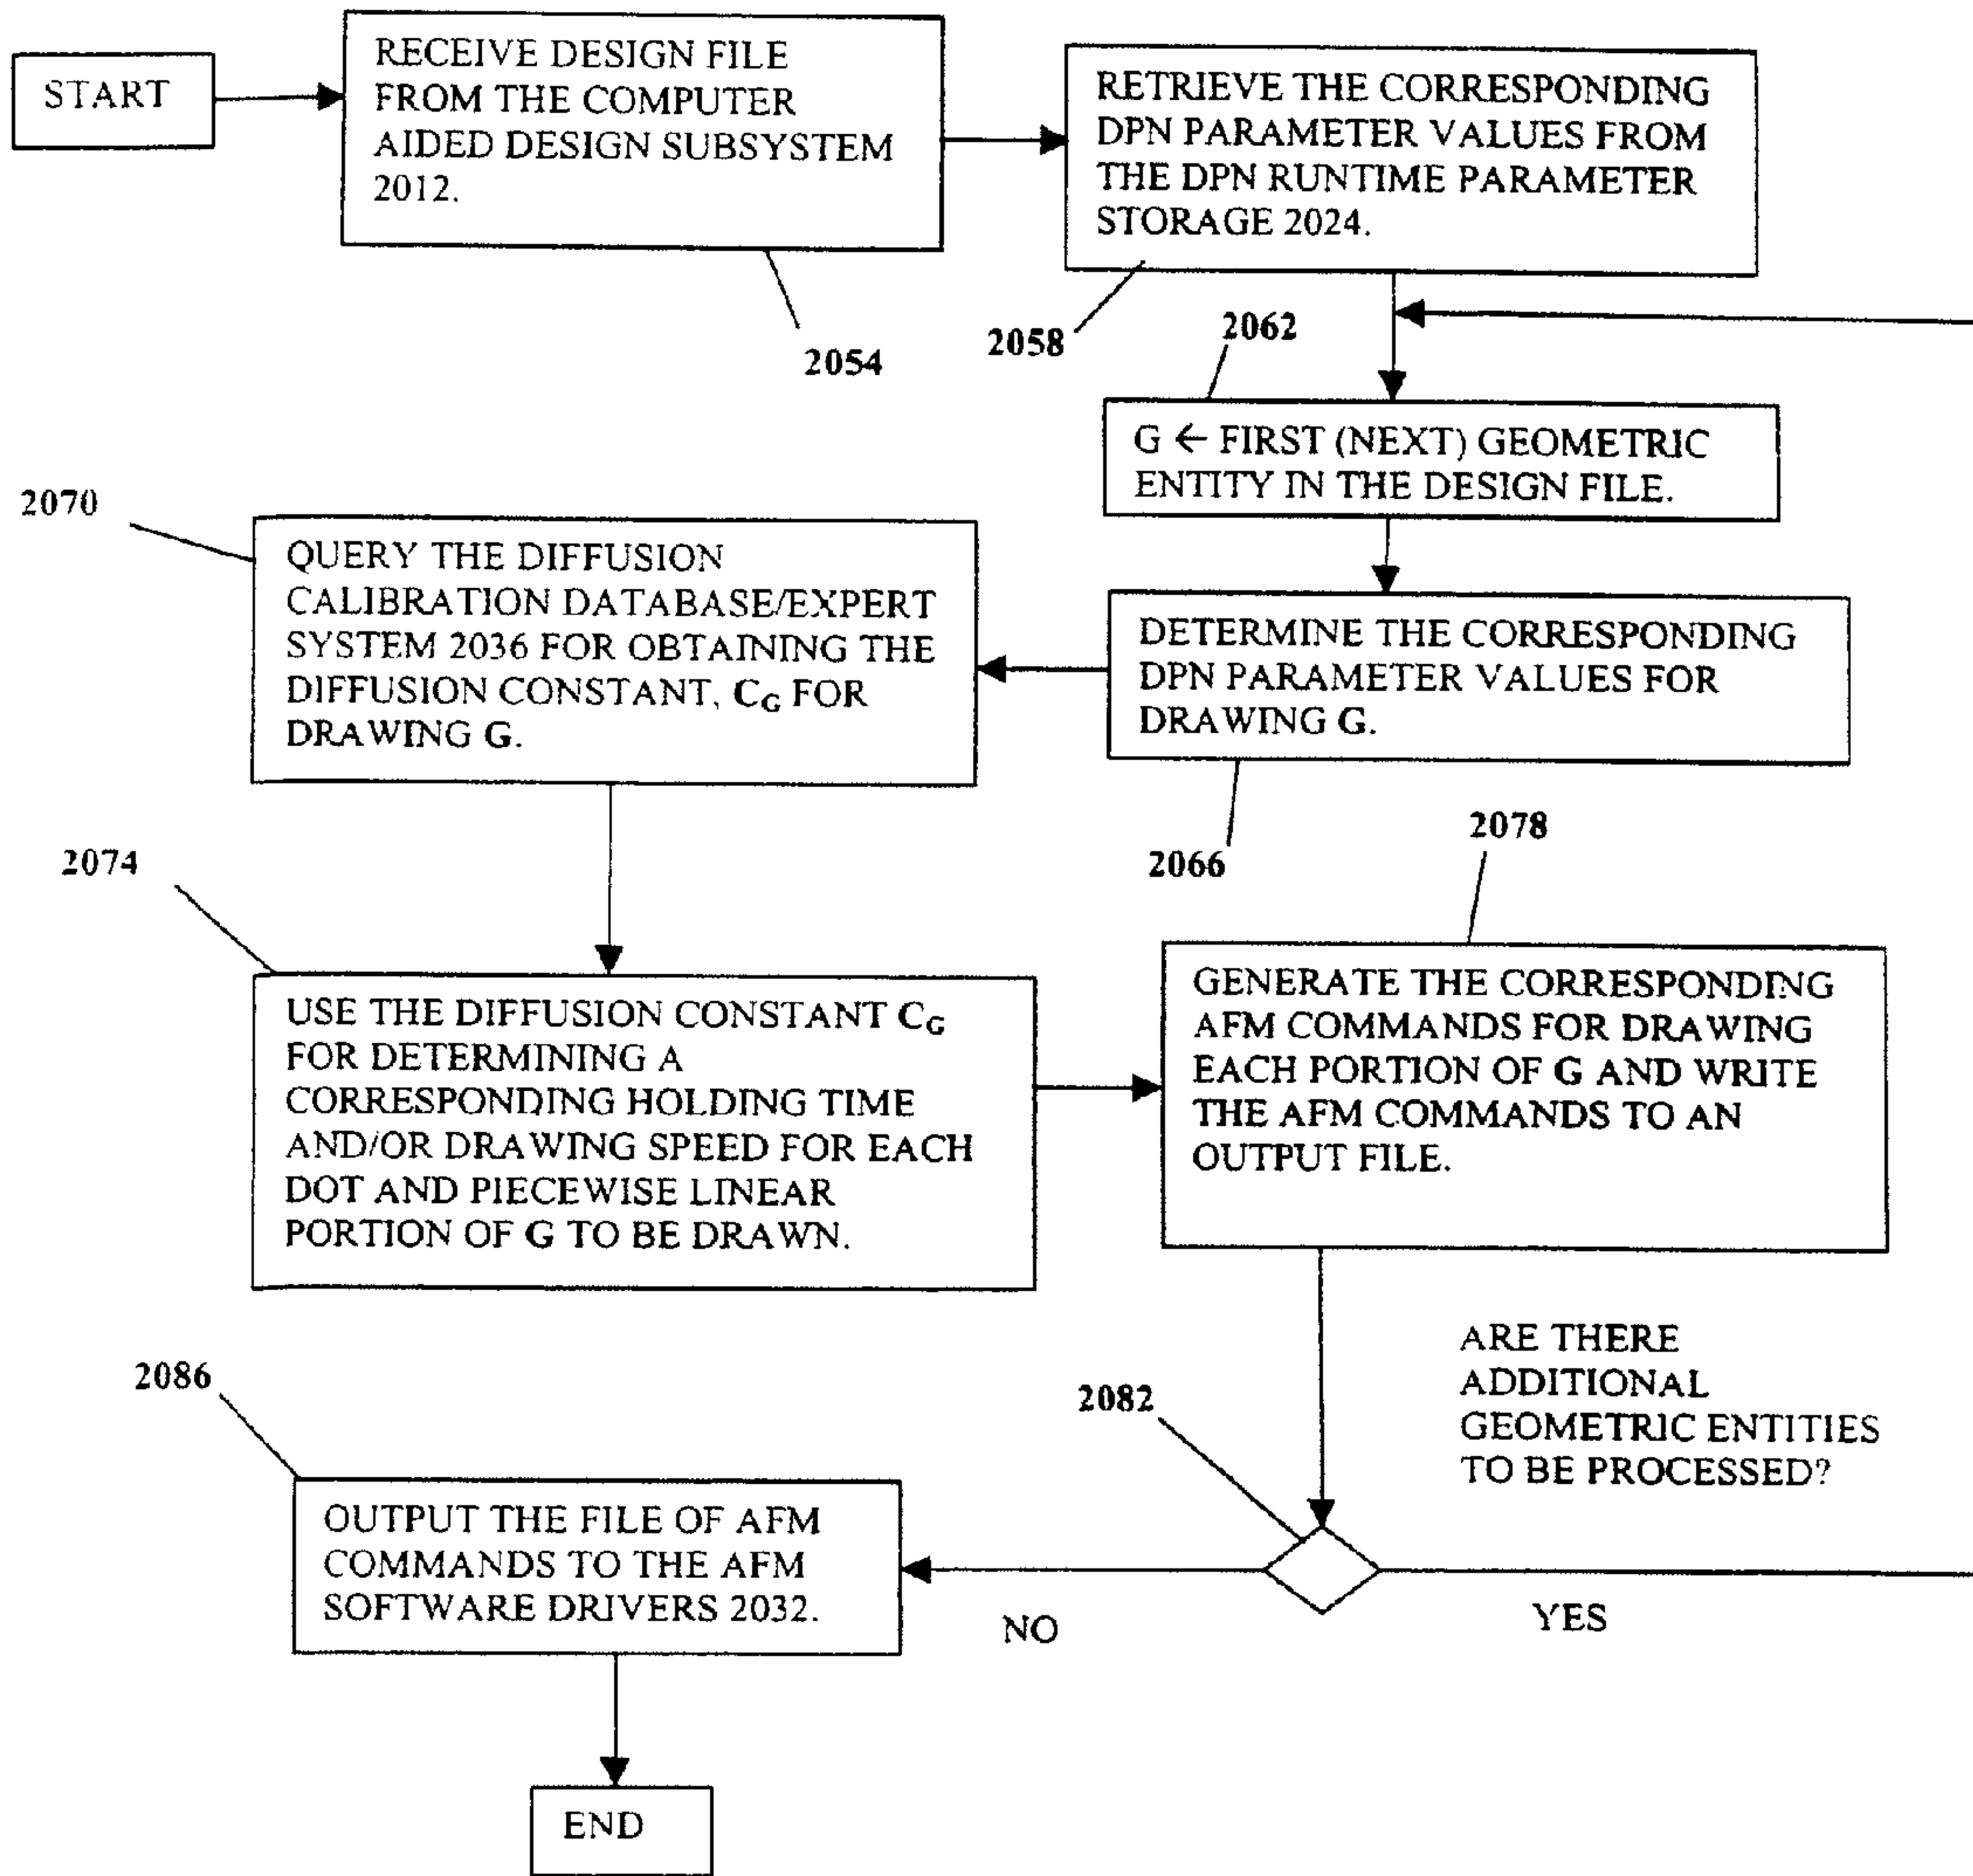 START
RECEIVE DESIGN FILE
FROM THE COMPUTER
AIDED DESIGN SUBSYSTEM
2012.
2054
RETRIEVE THE CORRESPONDING
DPN PARAMETER VALUES FROM
THE DPN RUNTIME PARAMETER
STORAGE 2024.
2058
2062
G ← FIRST (NEXT) GEOMETRIC
ENTITY IN THE DESIGN FILE.
DETERMINE THE CORRESPONDING
DPN PARAMETER VALUES FOR
DRAWING G.
2066
2070
QUERY THE DIFFUSION
CALIBRATION DATABASE/EXPERT
SYSTEM 2036 FOR OBTAINING THE
DIFFUSION CONSTANT, C_G FOR
DRAWING G.
2074
USE THE DIFFUSION CONSTANT C_G
FOR DETERMINING A
CORRESPONDING HOLDING TIME
AND/OR DRAWING SPEED FOR EACH
DOT AND PIECEWISE LINEAR
PORTION OF G TO BE DRAWN.
2078
GENERATE THE CORRESPONDING
AFM COMMANDS FOR DRAWING
EACH PORTION OF G AND WRITE
THE AFM COMMANDS TO AN
OUTPUT FILE.
ARE THERE
ADDITIONAL
GEOMETRIC ENTITIES
TO BE PROCESSED?
2082
YES
NO
2086
OUTPUT THE FILE OF AFM
COMMANDS TO THE AFM
SOFTWARE DRIVERS 2032.
END